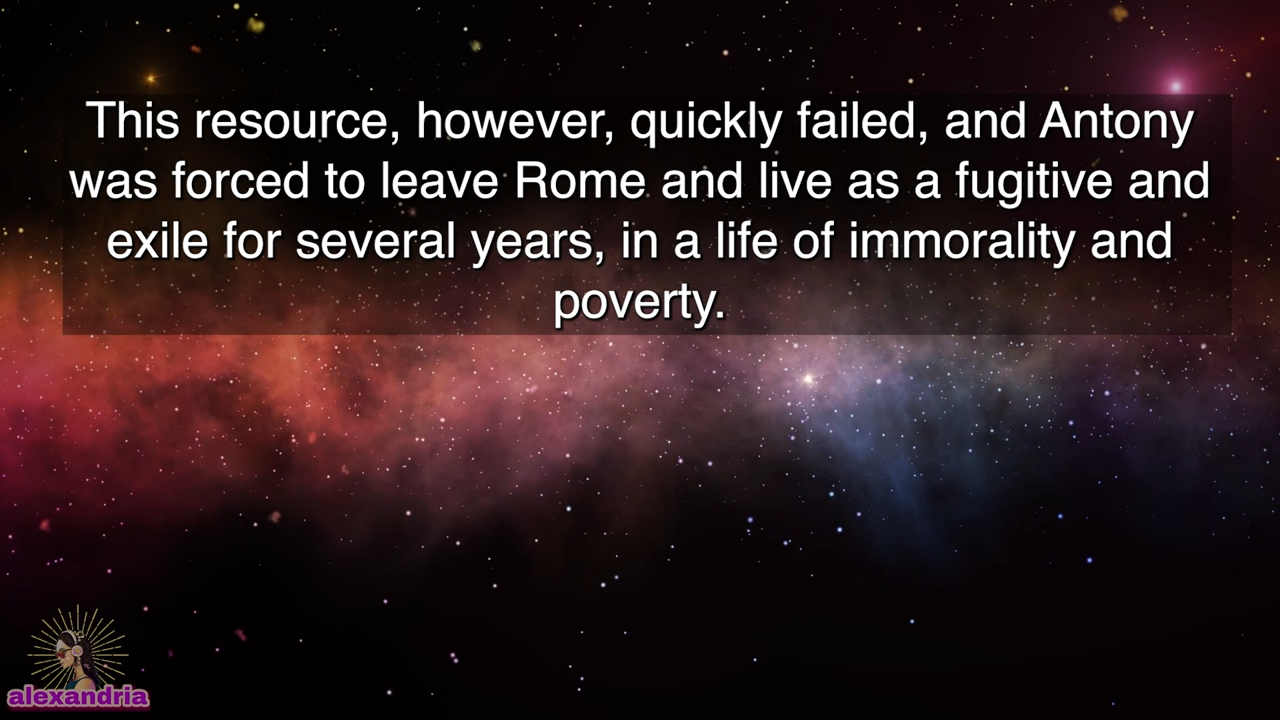 This resource, however, quickly failed, and Antony
was forced to leave Rome and live as a fugitive and
exile for several years, in a life of immorality and
poverty.
alexandria